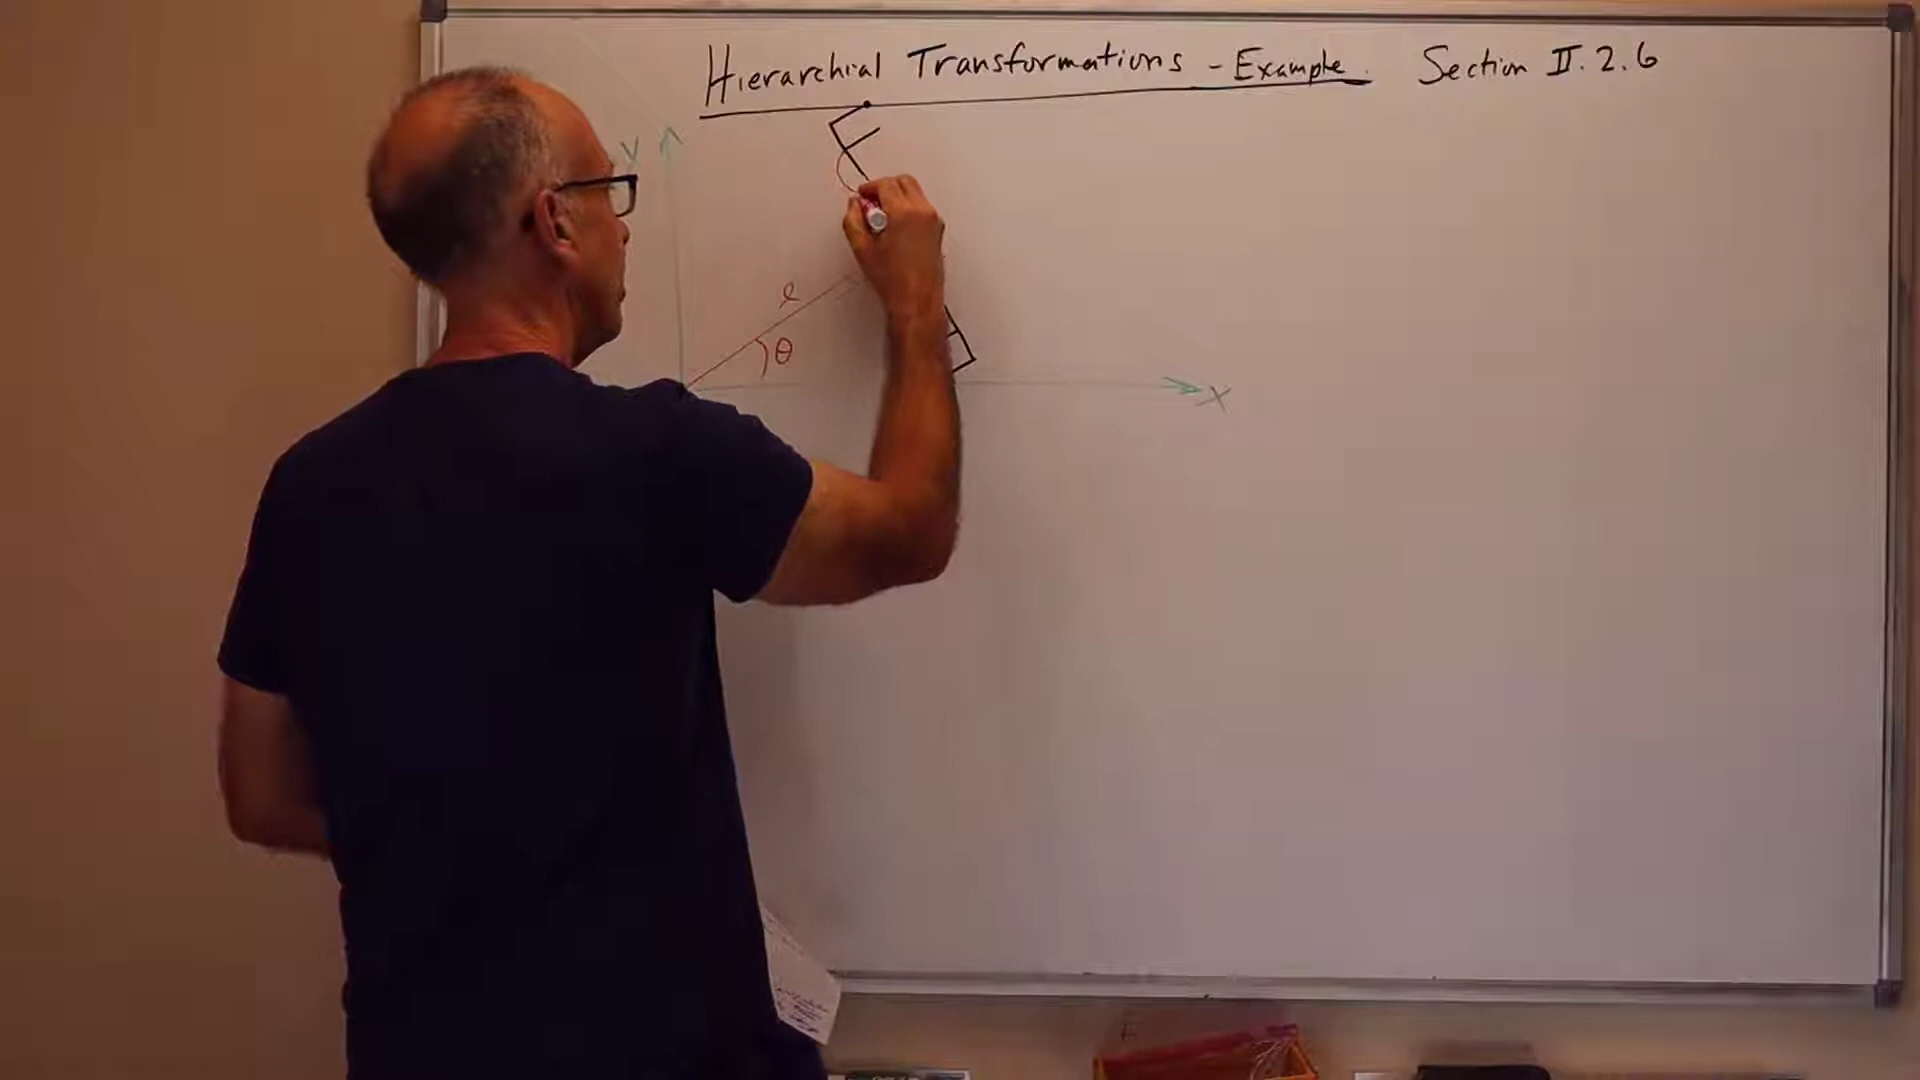 Hierarchial Transformations - Example. Section II.2.6
y
F
l
θ
x